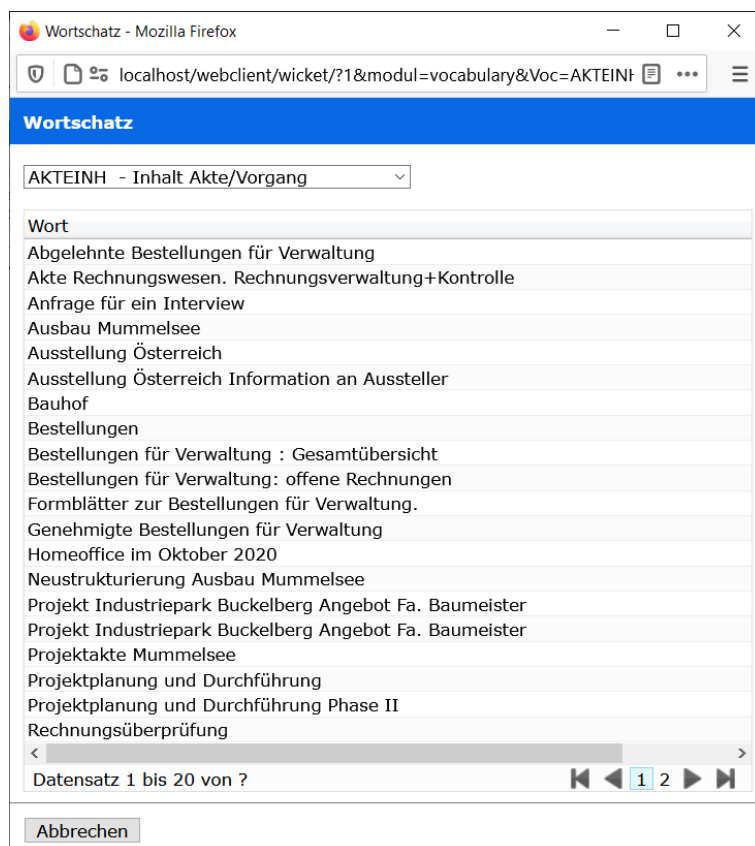 Wortschatz - Mozilla Firefox
localhost/webclient/wicket/?1&modul=vocabulary&Voc=AKTEINH
Wortschatz
AKTEINH - Inhalt Akte/Vorgang
Wort
Abgelehnte Bestellungen für Verwaltung
Akte Rechnungswesen. Rechnungsverwaltung+Kontrolle
Anfrage für ein Interview
Ausbau Mummelsee
Ausstellung Österreich
Ausstellung Österreich Information an Aussteller
Bauhof
Bestellungen
Bestellungen für Verwaltung : Gesamtübersicht
Bestellungen für Verwaltung: offene Rechnungen
Formblätter zur Bestellungen für Verwaltung.
Genehmigte Bestellungen für Verwaltung
Homeoffice im Oktober 2020
Neustrukturierung Ausbau Mummelsee
Projekt Industriepark Buckelberg Angebot Fa. Baumeister
Projekt Industriepark Buckelberg Angebot Fa. Baumeister
Projektakte Mummelsee
Projektplanung und Durchführung
Projektplanung und Durchführung Phase II
Rechnungsüberprüfung
Datensatz 1 bis 20 von ? 1 2
Abbrechen